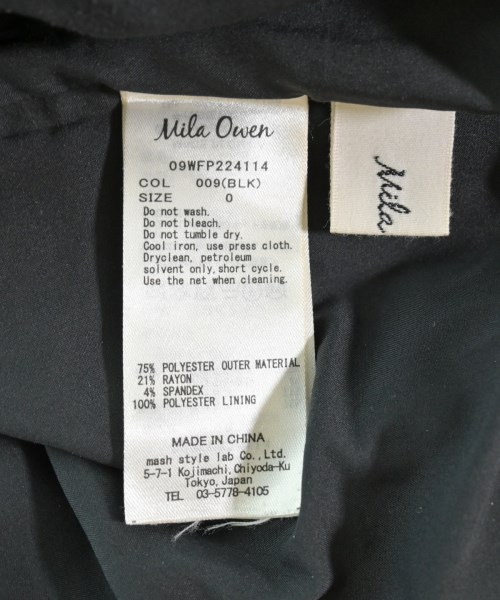 Mila Owen
09WFP224114
COL 009(BLK)
SIZE 0
Do not wash.
Do not bleach.
Do not tumble dry.
Cool iron, use press cloth.
Dryclean, petroleum
solvent only,short cycle.
Use the net when cleaning.
75% POLYESTER OUTER MATERIAL
21% RAYON
4% SPANDEX
100% POLYESTER LINING
MADE IN CHINA
mash style lab Co.,Ltd.
5-7-1 Kojimachi,Chiyoda-Ku
Tokyo,Japan
TEL 03-5778-4105
Mila